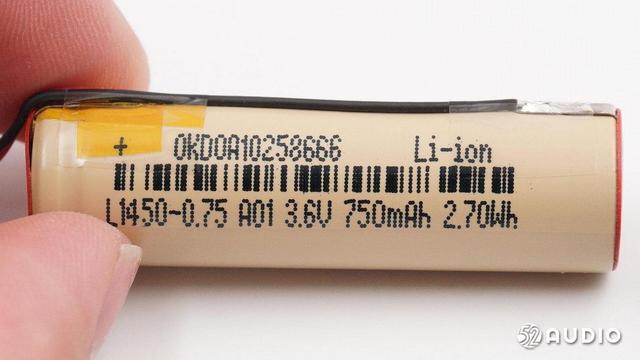 + 0KD0A10258666 Li-ion
L1450-0.75 A01 3.6V 750mAh 2.70Wh
52AUDIO